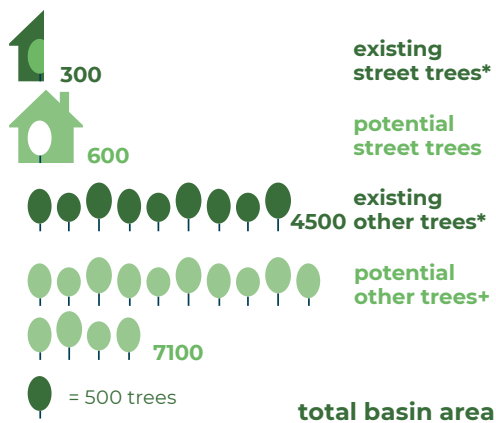 existing
300 street trees*
potential
600 street trees
existing
4500 other trees*
potential
other trees+
7100
= 500 trees
total basin area